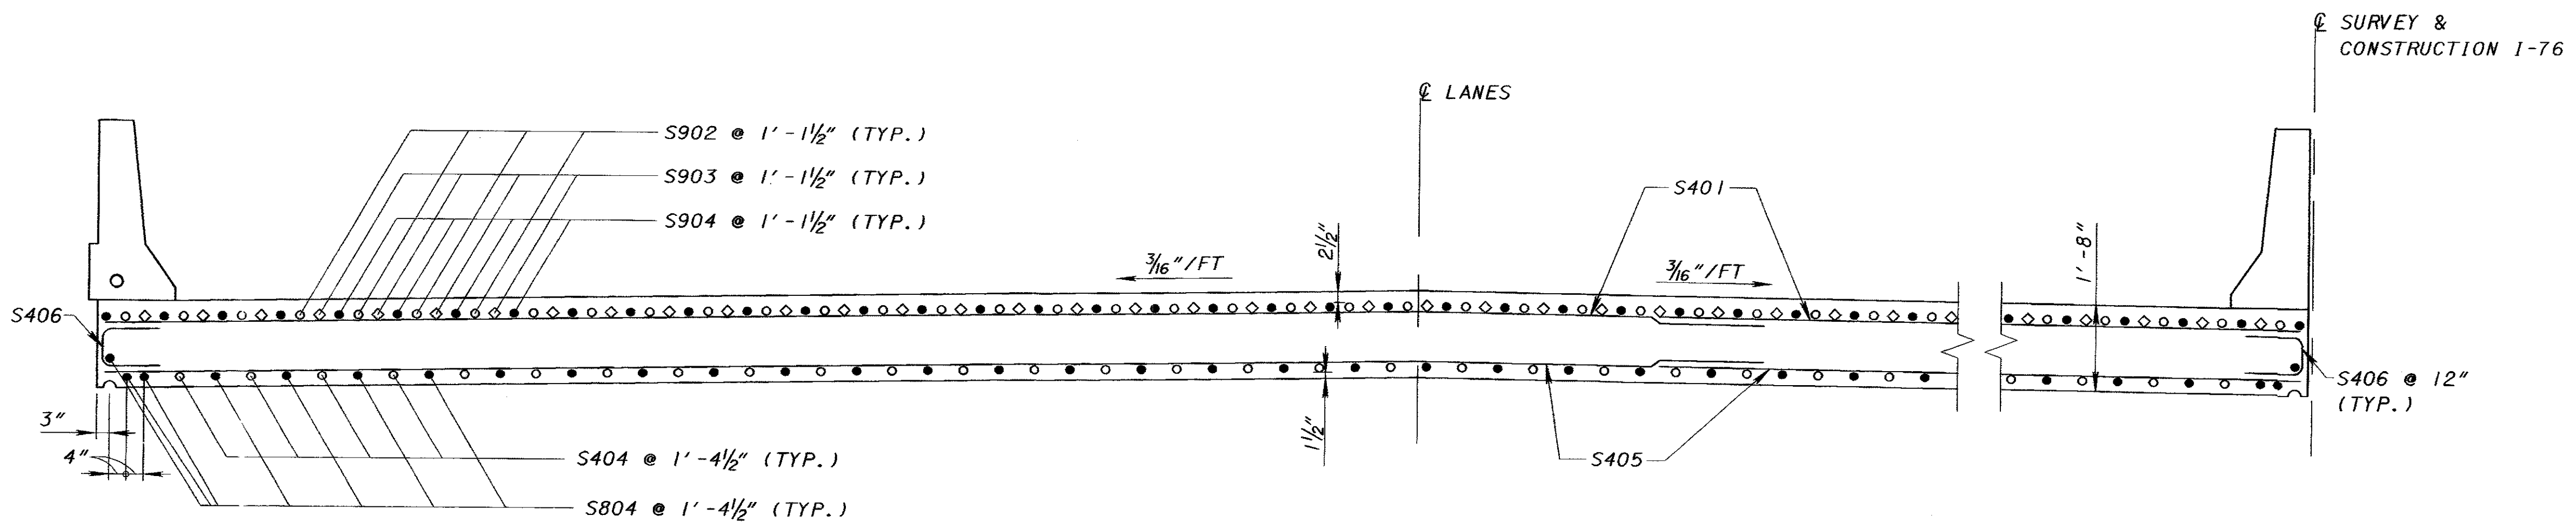 ℄ SURVEY &
CONSTRUCTION I-76
℄ LANES
S902 @ 1'-1½" (TYP.)
S903 @ 1'-1½" (TYP.)
S904 @ 1'-1½" (TYP.)
S401
2½"
3/16"/FT
3/16"/FT
1'-8"
S406
S406 @ 12"
(TYP.)
3"
4"
1½"
S404 @ 1'-4½" (TYP.)
S405
S804 @ 1'-4½" (TYP.)